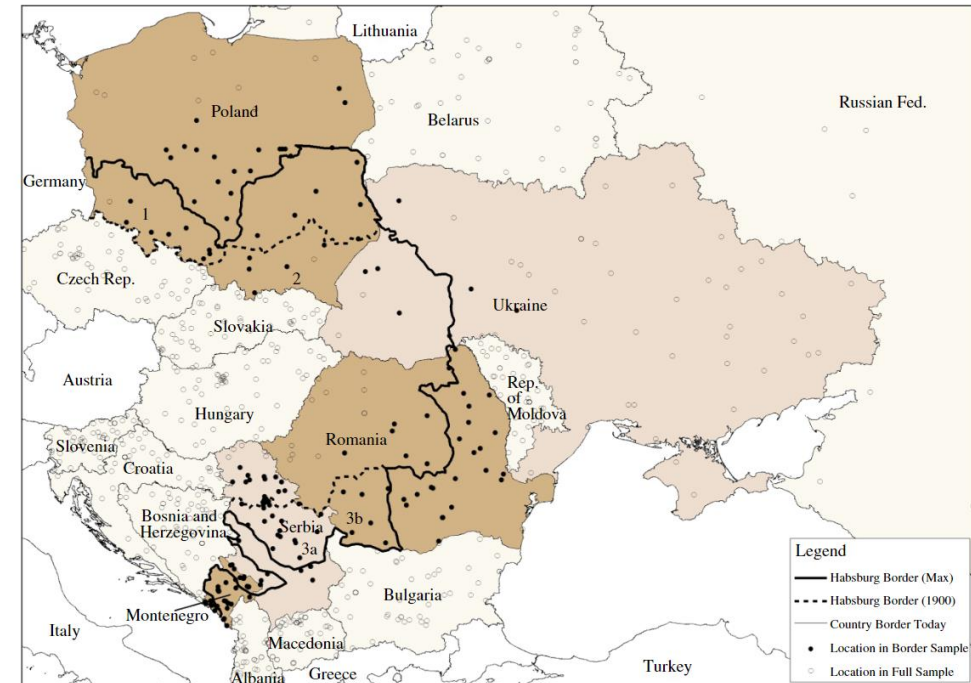 Lithuania
Russian Fed.
Poland
Belarus
Germany
1
Czech Rep.
2
Ukraine
Slovakia
Austria
Rep.
of
Moldova
Hungary
Romania
Slovenia
Croatia
3b
Bosnia and
Herzegovina
Serbia
3a
Bulgaria
Montenegro
Italy
Macedonia
Albania
Greece
Turkey
Legend
Habsburg Border (Max)
Habsburg Border (1900)
Country Border Today
Location in Border Sample
Location in Full Sample